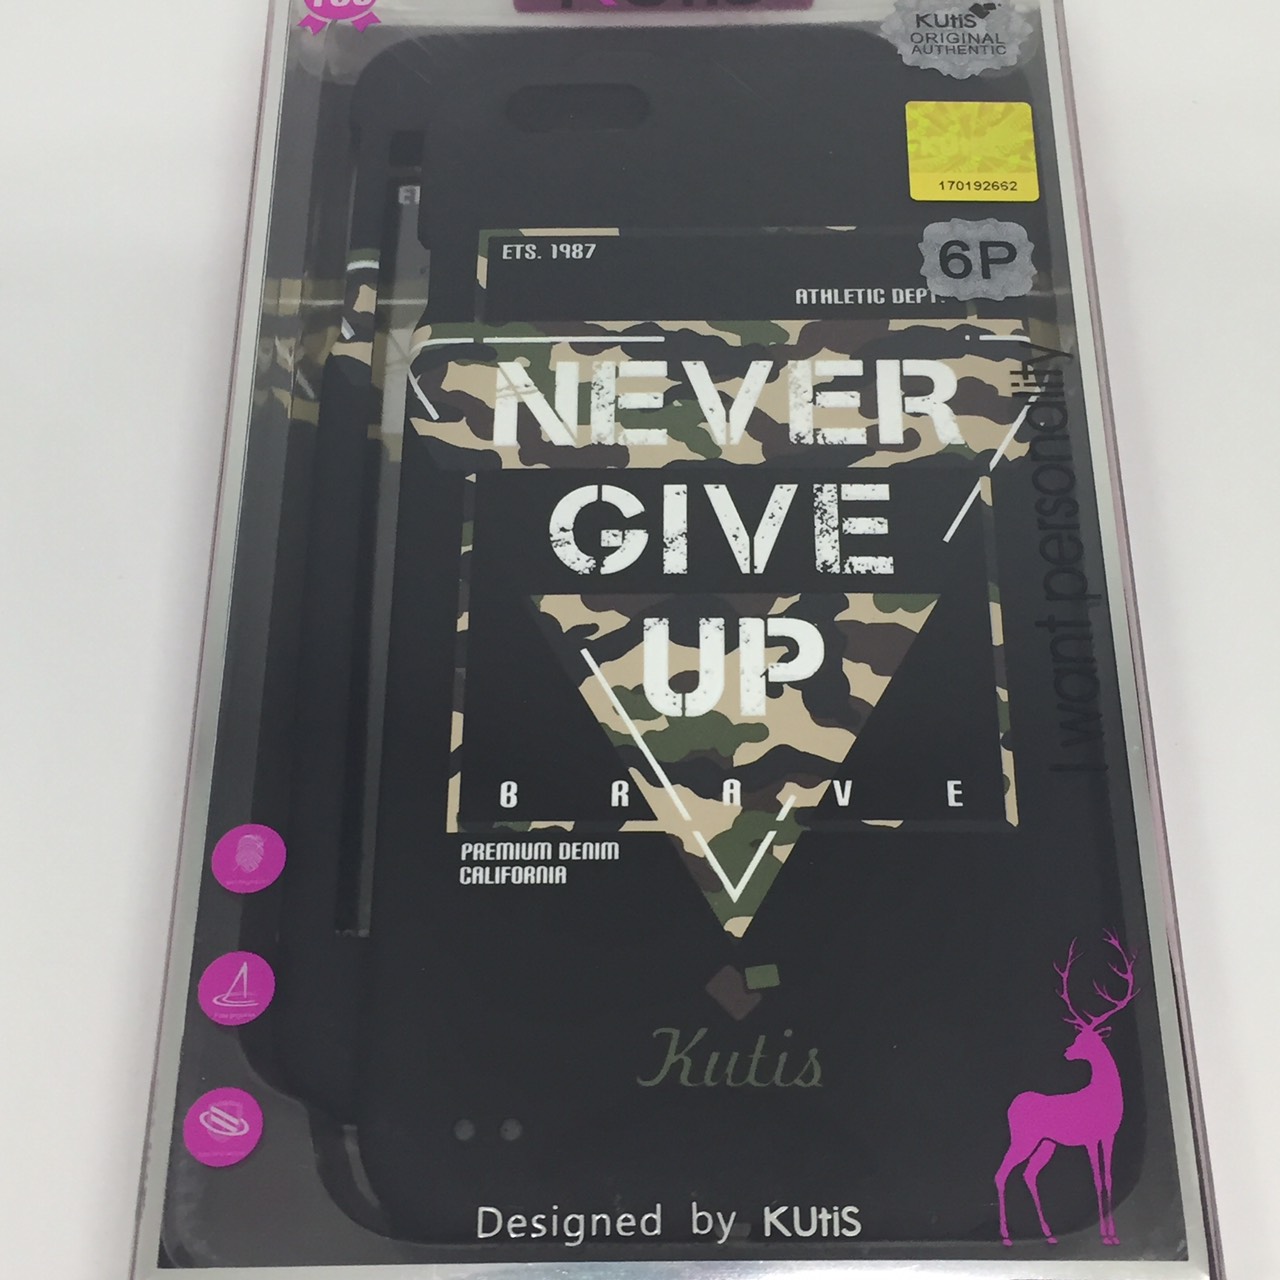 KUtiS
ORIGINAL
AUTHENTIC
170192662
6P
ETS. 1987
ATHLETIC DEPT.
NEVER
GIVE
UP
I want personality
BRAVE
PREMIUM DENIM
CALIFORNIA
Kutis
Designed by KUtiS